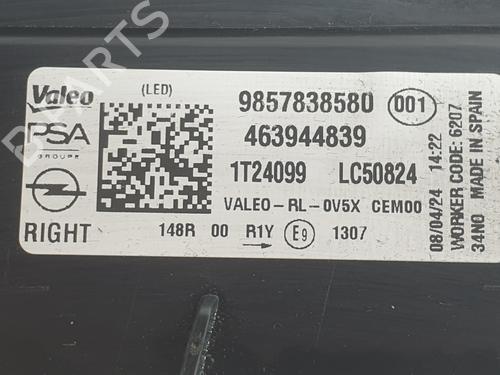 B-PARTS
Valeo
(LED)
9857838580 001
PSA
GROUPE
463944839
1T24099 LC50824
VALEO-RL-0V5X CEM00
RIGHT
148R 00 R1Y E9 1307
08/04/24 14:22
WORKER CODE: 6207
34N0 MADE IN SPAIN